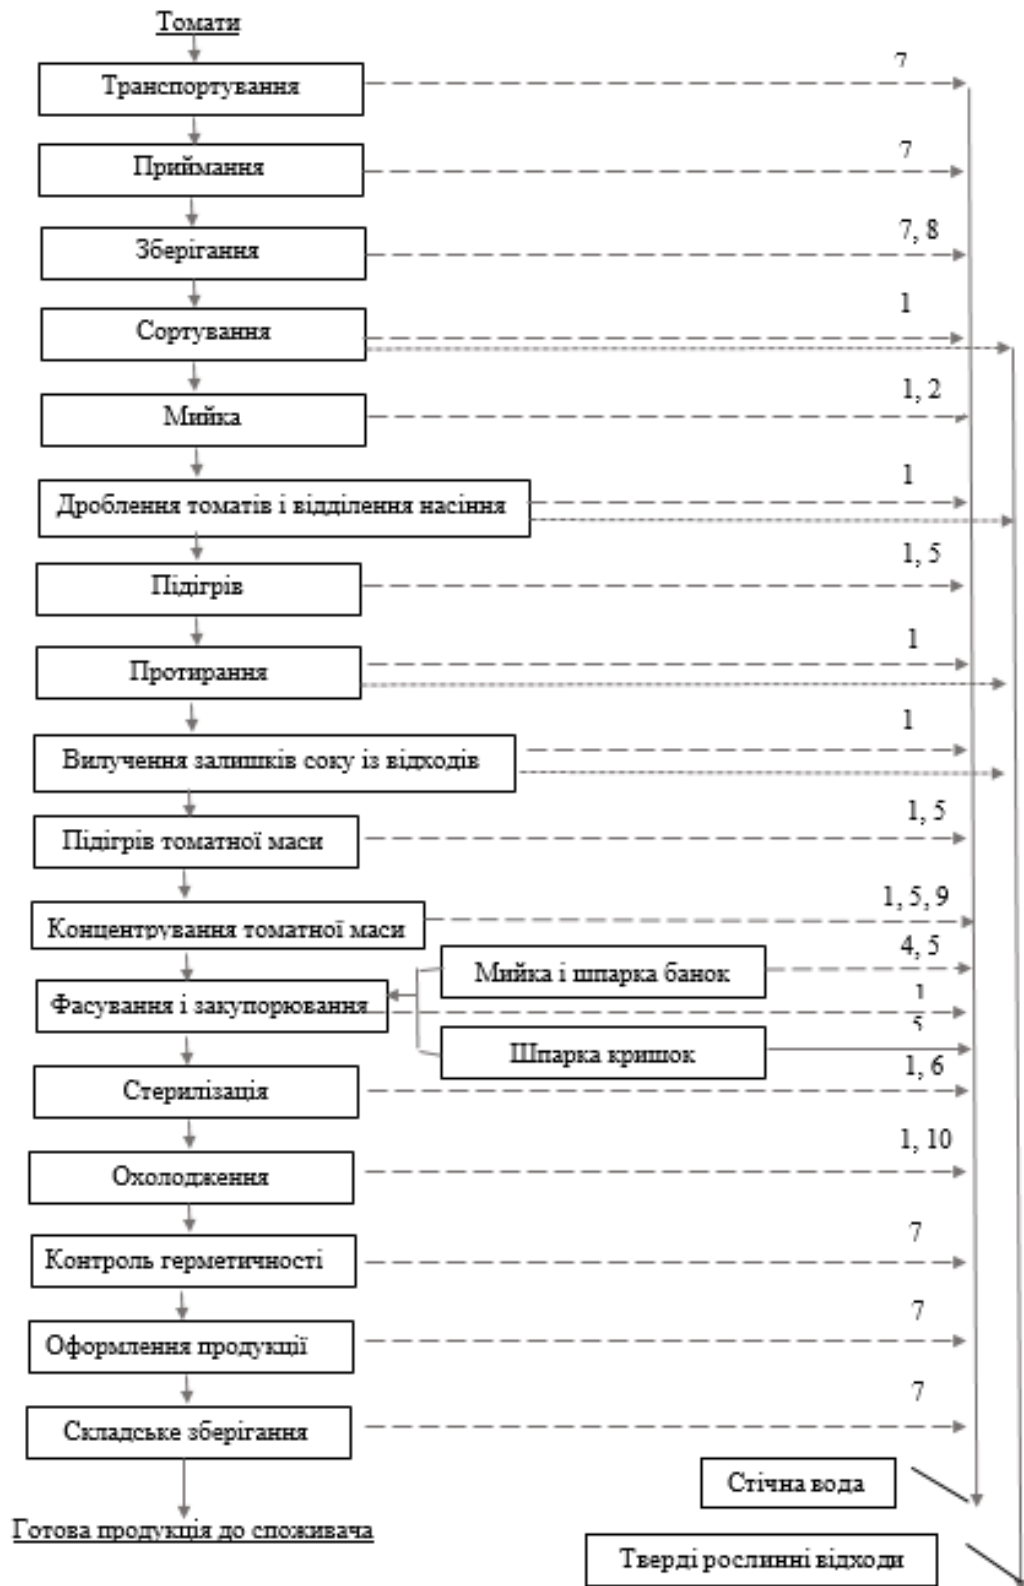 Томати
Транспортування
7
Приймання
7
Зберігання
7, 8
Сортування
1
Мийка
1, 2
Дроблення томатів і відділення насіння
1
Підігрів
1, 5
Протирання
1
Вилучення залишків соку із відходів
1
Підігрів томатної маси
1, 5
Концентрування томатної маси
1, 5, 9
Мийка і шпарка банок
4, 5
Фасування і закупорювання
1
Шпарка кришок
5
Стерилізація
1, 6
Охолодження
1, 10
Контроль герметичності
7
Оформлення продукції
7
Складське зберігання
7
Стічна вода
Готова продукція до споживача
Тверді рослинні відходи